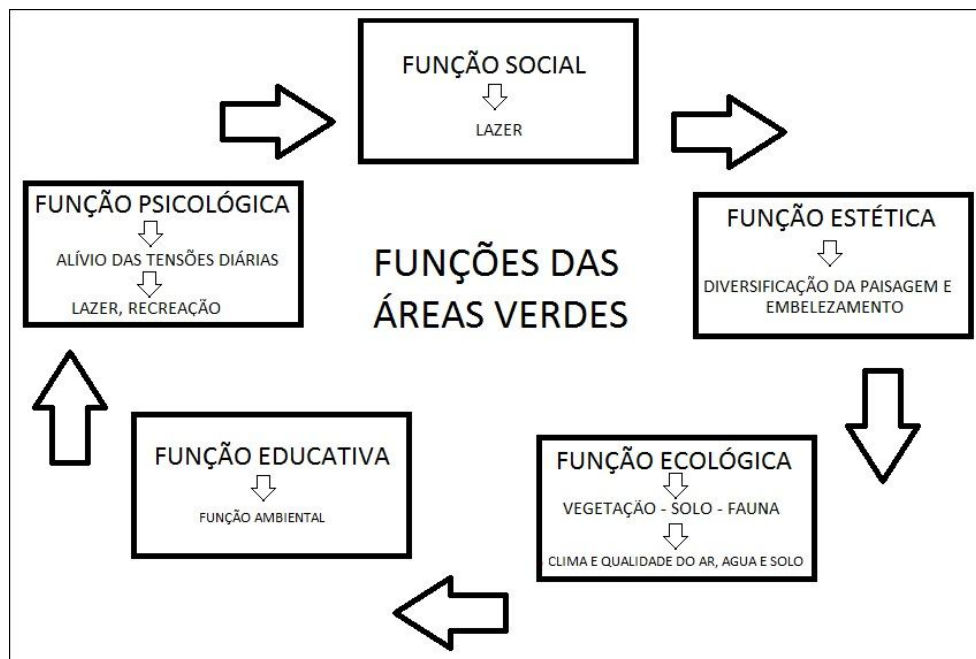 FUNÇÃO SOCIAL
LAZER
FUNÇÃO PSICOLÓGICA
ALÍVIO DAS TENSÕES DIÁRIAS
LAZER, RECREAÇÃO
FUNÇÕES DAS
ÁREAS VERDES
FUNÇÃO ESTÉTICA
DIVERSIFICAÇÃO DA PAISAGEM E
EMBELEZAMENTO
FUNÇÃO EDUCATIVA
FUNÇÃO AMBIENTAL
FUNÇÃO ECOLÓGICA
VEGETAÇÃO - SOLO - FAUNA
CLIMA E QUALIDADE DO AR, AGUA E SOLO